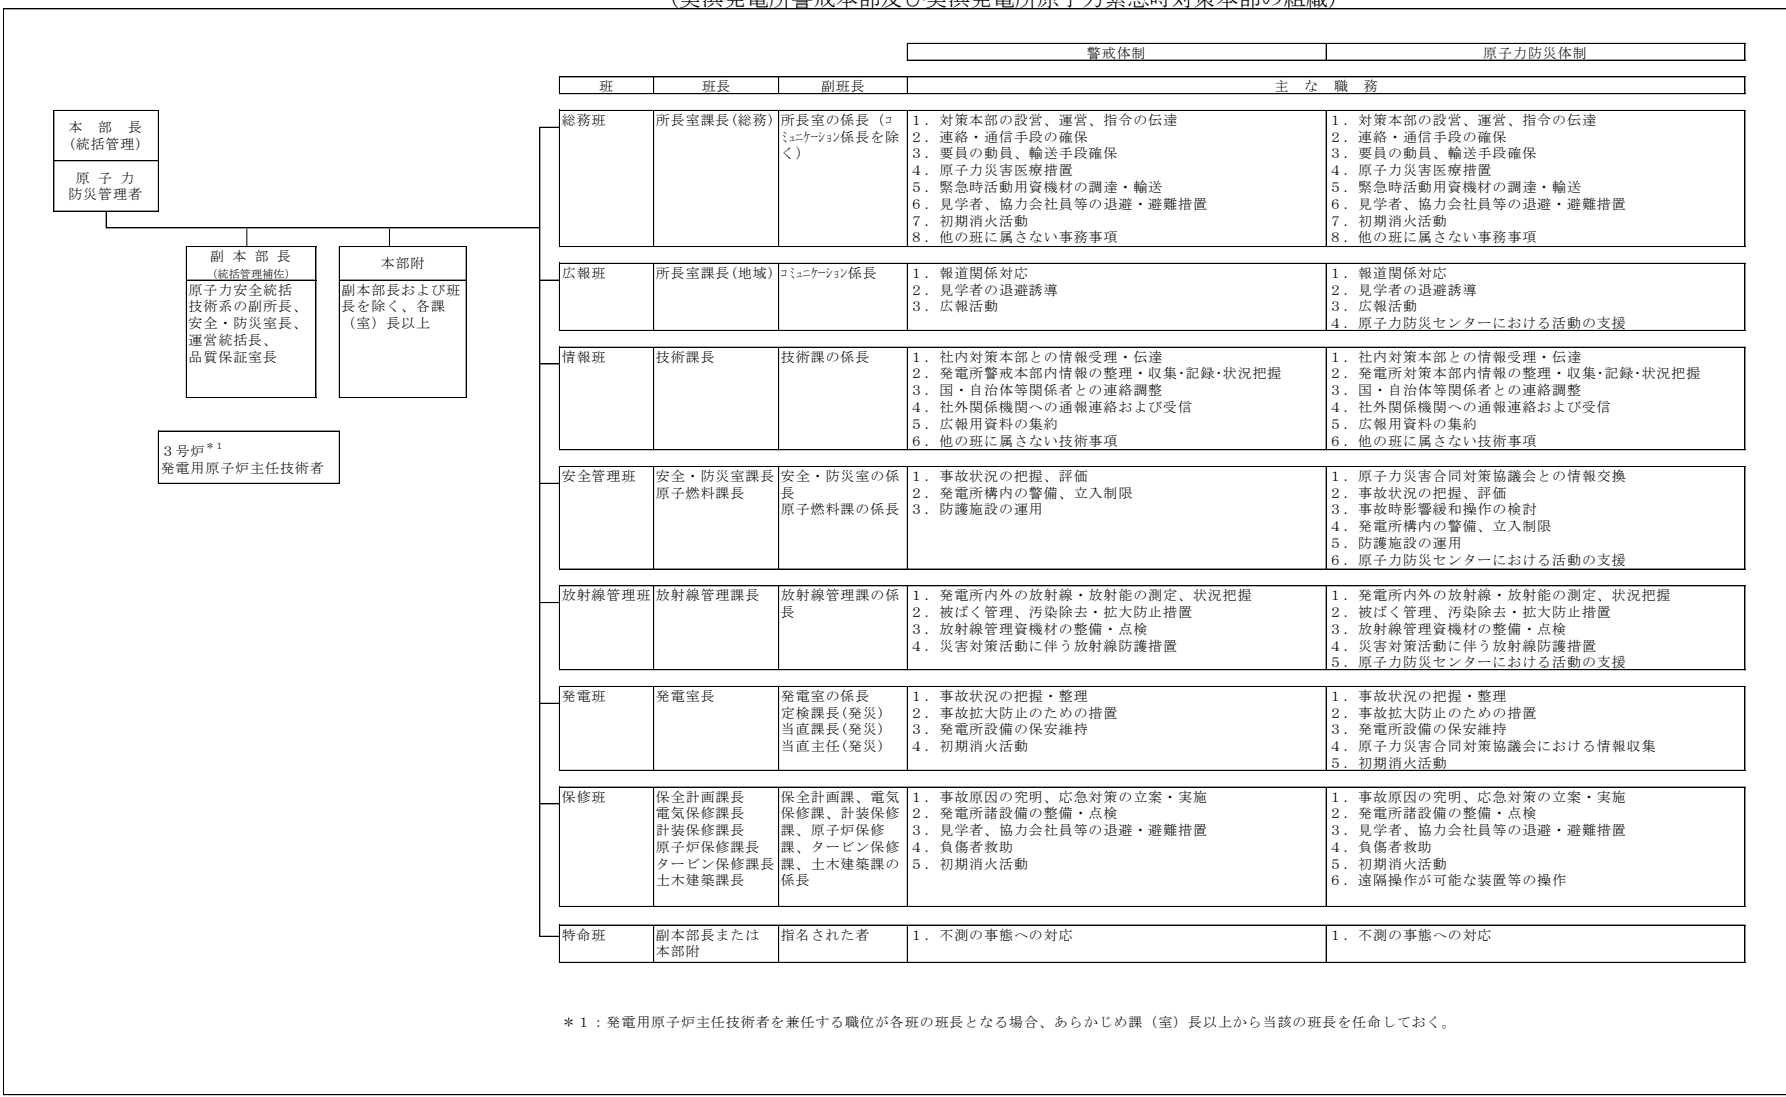 （美浜発電所警戒本部及び美浜発電所原子力緊急時対策本部の組織）
警戒体制
原子力防災体制
班
班長
副班長
主 な 職 務
本 部 長
(統括管理)
原 子 力
防災管理者
副 本 部 長
(統括管理補佐)
原子力安全統括
技術系の副所長、
安全・防災室長、
運営統括長、
品質保証室長
本部附
副本部長および班
長を除く、各課
（室）長以上
３号炉＊１
発電用原子炉主任技術者
総務班
所長室課長(総務)
所長室の係長（コ
ミュニケーション係長を除
く）
１．対策本部の設営、運営、指令の伝達
２．連絡・通信手段の確保
３．要員の動員、輸送手段確保
４．原子力災害医療措置
５．緊急時活動用資機材の調達・輸送
６．見学者、協力会社員等の退避・避難措置
７．初期消火活動
８．他の班に属さない事務事項
１．対策本部の設営、運営、指令の伝達
２．連絡・通信手段の確保
３．要員の動員、輸送手段確保
４．原子力災害医療措置
５．緊急時活動用資機材の調達・輸送
６．見学者、協力会社員等の退避・避難措置
７．初期消火活動
８．他の班に属さない事務事項
広報班
所長室課長(地域)
コミュニケーション係長
１．報道関係対応
２．見学者の退避誘導
３．広報活動
１．報道関係対応
２．見学者の退避誘導
３．広報活動
４．原子力防災センターにおける活動の支援
情報班
技術課長
技術課の係長
１．社内対策本部との情報受理・伝達
２．発電所警戒本部内情報の整理・収集･記録･状況把握
３．国・自治体等関係者との連絡調整
４．社外関係機関への通報連絡および受信
５．広報用資料の集約
６．他の班に属さない技術事項
１．社内対策本部との情報受理・伝達
２．発電所対策本部内情報の整理・収集･記録･状況把握
３．国・自治体等関係者との連絡調整
４．社外関係機関への通報連絡および受信
５．広報用資料の集約
６．他の班に属さない技術事項
安全管理班
安全・防災室課長
原子燃料課長
安全・防災室の係
長
原子燃料課の係長
１．事故状況の把握、評価
２．発電所構内の警備、立入制限
３．防護施設の運用
１．原子力災害合同対策協議会との情報交換
２．事故状況の把握、評価
３．事故時影響緩和操作の検討
４．発電所構内の警備、立入制限
５．防護施設の運用
６．原子力防災センターにおける活動の支援
放射線管理班
放射線管理課長
放射線管理課の係
長
１．発電所内外の放射線・放射能の測定、状況把握
２．被ばく管理、汚染除去・拡大防止措置
３．放射線管理資機材の整備・点検
４．災害対策活動に伴う放射線防護措置
１．発電所内外の放射線・放射能の測定、状況把握
２．被ばく管理、汚染除去・拡大防止措置
３．放射線管理資機材の整備・点検
４．災害対策活動に伴う放射線防護措置
５．原子力防災センターにおける活動の支援
発電班
発電室長
発電室の係長
定検課長(発災)
当直課長(発災)
当直主任(発災)
１．事故状況の把握・整理
２．事故拡大防止のための措置
３．発電所設備の保安維持
４．初期消火活動
１．事故状況の把握・整理
２．事故拡大防止のための措置
３．発電所設備の保安維持
４．原子力災害合同対策協議会における情報収集
５．初期消火活動
保修班
保全計画課長
電気保修課長
計装保修課長
原子炉保修課長
タービン保修課長
土木建築課長
保全計画課、電気
保修課、計装保修
課、原子炉保修
課、タービン保修
課、土木建築課の
係長
１．事故原因の究明、応急対策の立案・実施
２．発電所諸設備の整備・点検
３．見学者、協力会社員等の退避・避難措置
４．負傷者救助
５．初期消火活動
１．事故原因の究明、応急対策の立案・実施
２．発電所諸設備の整備・点検
３．見学者、協力会社員等の退避・避難措置
４．負傷者救助
５．初期消火活動
６．遠隔操作が可能な装置等の操作
特命班
副本部長または
本部附
指名された者
１．不測の事態への対応
１．不測の事態への対応
＊１：発電用原子炉主任技術者を兼任する職位が各班の班長となる場合、あらかじめ課（室）長以上から当該の班長を任命しておく。